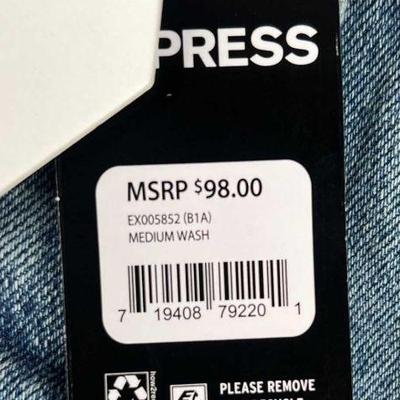 PRESS
MSRP $98.00
EX005852 (B1A)
MEDIUM WASH
7 19408 79220 1
PLEASE REMOVE